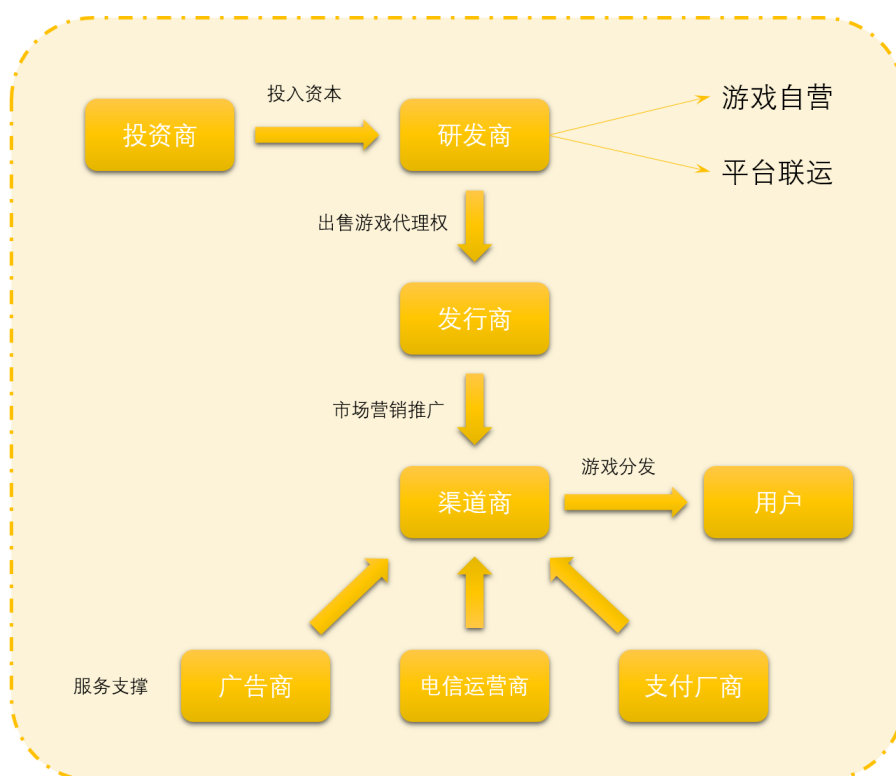 投入资本
投资商
研发商
游戏自营
平台联运
出售游戏代理权
发行商
市场营销推广
渠道商
游戏分发
用户
服务支撑
广告商
电信运营商
支付厂商